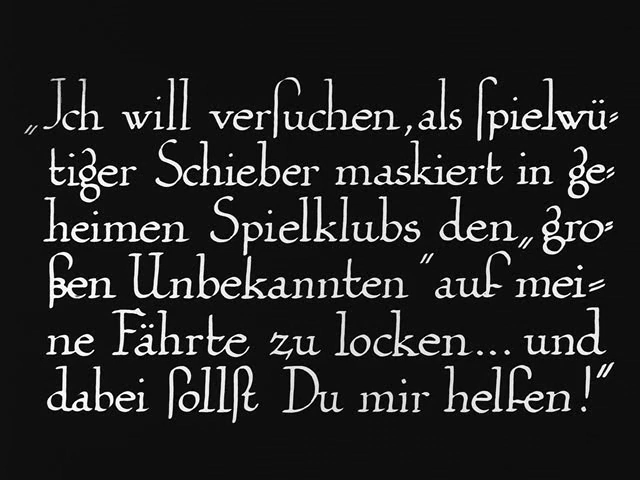 „Ich will verſuchen, als ſpielwü-
tiger Schieber maskiert in ge-
heimen Spielklubs den „gro-
ßen Unbekannten" auf mei-
ne Fährte zu locken... und
dabei ſollſt Du mir helfen!"